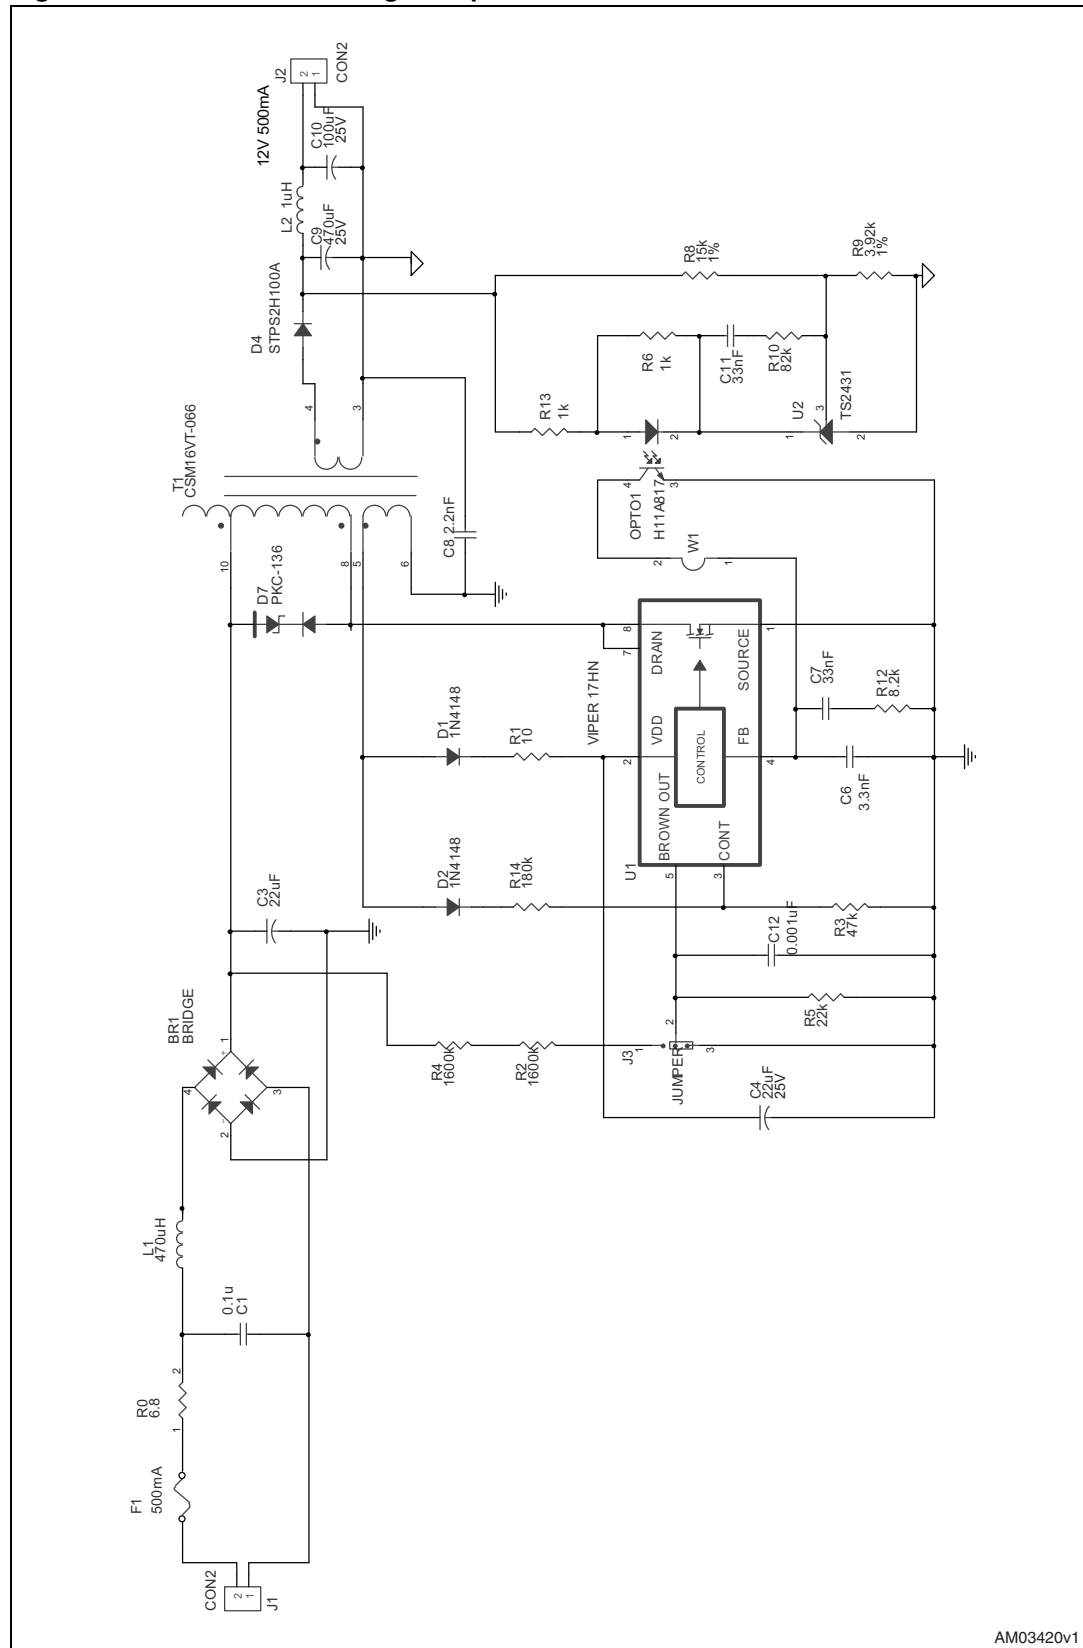 CON2
2
1
J1
F1
500mA
R0
6.8
1
2
0.1u
C1
L1
470uH
BR1
BRIDGE
4
1
2
3
+
-
C3
22uF
D7
PKC-136
T1
CSM16VT-066
10
8
5
6
4
3
D4
STPS2H100A
C8 2.2nF
L2 1uH
C9
470uF
25V
12V 500mA
C10
100uF
25V
J2
2
1
CON2
R4
1600k
R2
1600k
D2
1N4148
R14
180k
D1
1N4148
R1
10
VIPER 17HN
U1
BROWN OUT
VDD
DRAIN
CONTROL
CONT
FB
SOURCE
5
3
2
4
7
8
1
J3
JUMPER
1
2
3
C4
22uF
25V
R5
22k
C12
0.001uF
R3
47k
C6
3.3nF
C7
33nF
R12
8.2k
W1
2
1
OPTO1
H11A817
4
3
1
2
R13
1k
R6
1k
C11
33nF
R10
82k
U2
TS2431
1
3
2
R8
15k
1%
R9
3.92k
1%
AM03420v1